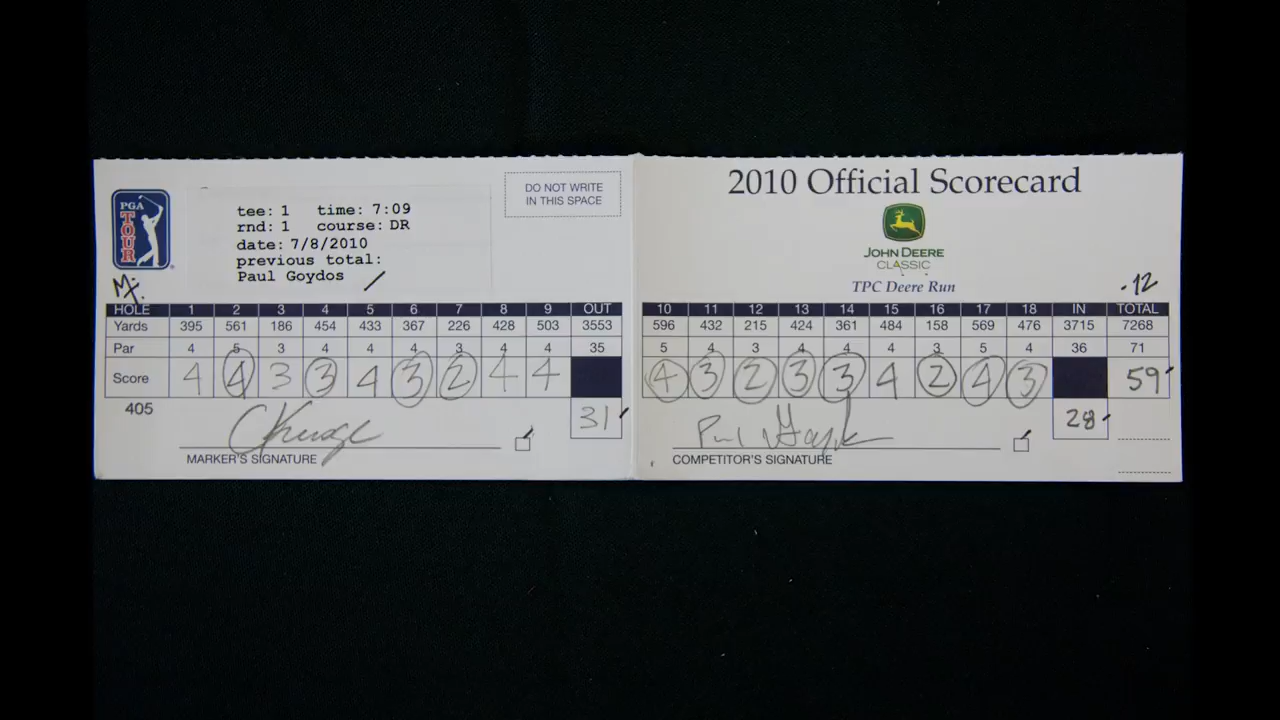 PGA
TOUR
tee: 1 time: 7:09
rnd: 1 course: DR
date: 7/8/2010
previous total:
Paul Goydos
DO NOT WRITE
IN THIS SPACE
HOLE 1 2 3 4 5 6 7 8 9 OUT
Yards 395 561 186 454 433 367 226 428 503 3553
Par 4 5 3 4 4 4 3 4 4 35
Score 4 4 3 3 4 3 2 4 4
405
31
MARKER'S SIGNATURE
2010 Official Scorecard
JOHN DEERE
CLASSIC
TPC Deere Run
-12
10 11 12 13 14 15 16 17 18 IN TOTAL
596 432 215 424 361 484 158 569 476 3715 7268
5 4 3 4 4 4 3 5 4 36 71
4 3 2 3 3 4 2 4 3 59
28
COMPETITOR'S SIGNATURE